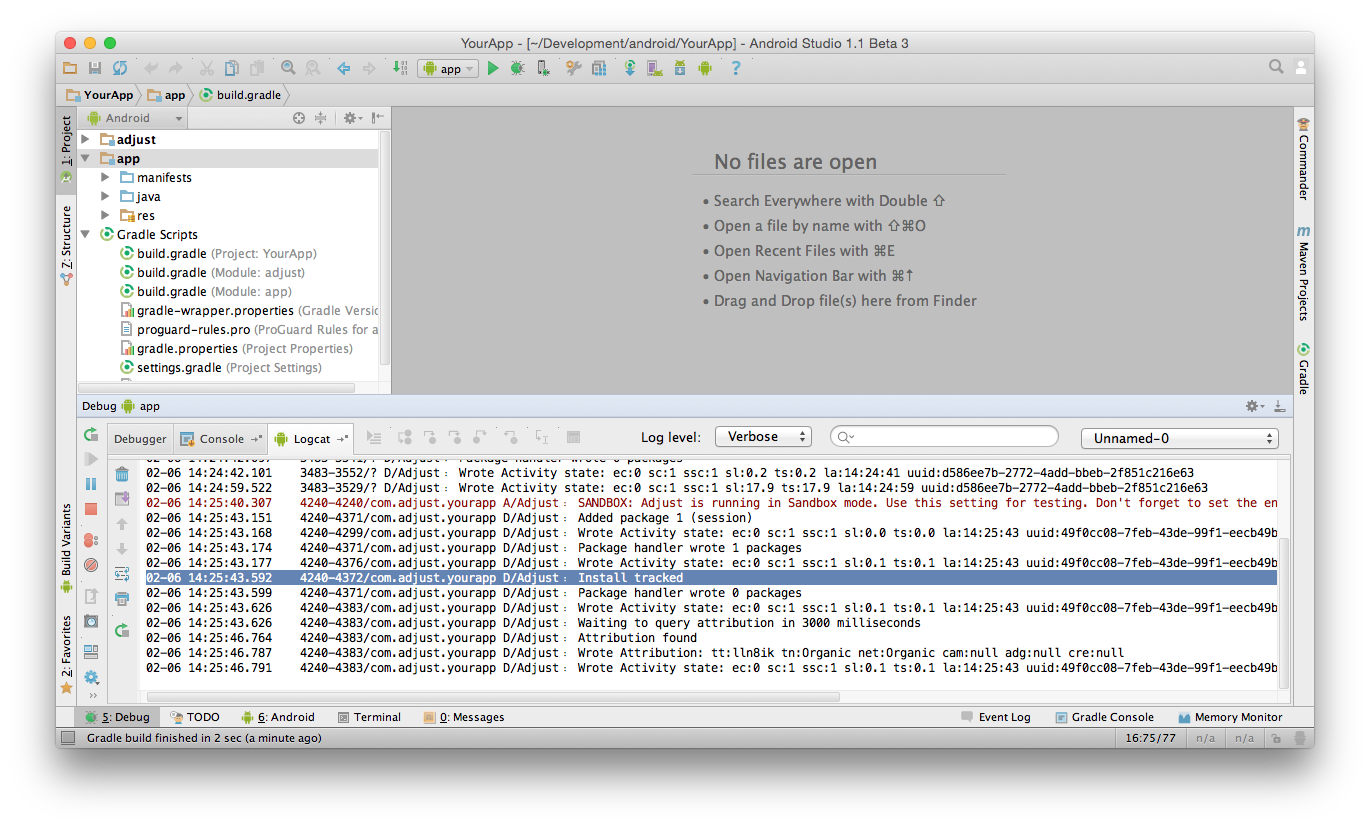 YourApp - [~/Development/android/YourApp] - Android Studio 1.1 Beta 3
app
YourApp app build.gradle
1: Project
Z: Structure
Build Variants
2: Favorites
Android
adjust
app
manifests
java
res
Gradle Scripts
build.gradle (Project: YourApp)
build.gradle (Module: adjust)
build.gradle (Module: app)
gradle-wrapper.properties (Gradle Versic
proguard-rules.pro (ProGuard Rules for a
gradle.properties (Project Properties)
settings.gradle (Project Settings)
No files are open
• Search Everywhere with Double ⇧
• Open a file by name with ⇧⌘O
• Open Recent Files with ⌘E
• Open Navigation Bar with ⌘↑
• Drag and Drop file(s) here from Finder
Commander
Maven Projects
Gradle
Debug app
Debugger Console Logcat Log level: Verbose Unnamed-0
02-06 14:24:42.101 3483-3552/? D/Adjust: Wrote Activity state: ec:0 sc:1 ssc:1 sl:0.2 ts:0.2 la:14:24:41 uuid:d586ee7b-2772-4add-bbeb-2f851c216e63
02-06 14:24:59.522 3483-3529/? D/Adjust: Wrote Activity state: ec:0 sc:1 ssc:1 sl:17.9 ts:17.9 la:14:24:59 uuid:d586ee7b-2772-4add-bbeb-2f851c216e63
02-06 14:25:40.307 4240-4240/com.adjust.yourapp A/Adjust: SANDBOX: Adjust is running in Sandbox mode. Use this setting for testing. Don't forget to set the en
02-06 14:25:43.151 4240-4371/com.adjust.yourapp D/Adjust: Added package 1 (session)
02-06 14:25:43.168 4240-4299/com.adjust.yourapp D/Adjust: Wrote Activity state: ec:0 sc:1 ssc:1 sl:0.0 ts:0.0 la:14:25:43 uuid:49f0cc08-7feb-43de-99f1-eecb49b
02-06 14:25:43.174 4240-4371/com.adjust.yourapp D/Adjust: Package handler wrote 1 packages
02-06 14:25:43.177 4240-4376/com.adjust.yourapp D/Adjust: Wrote Activity state: ec:0 sc:1 ssc:1 sl:0.1 ts:0.1 la:14:25:43 uuid:49f0cc08-7feb-43de-99f1-eecb49b
02-06 14:25:43.592 4240-4372/com.adjust.yourapp D/Adjust: Install tracked
02-06 14:25:43.599 4240-4371/com.adjust.yourapp D/Adjust: Package handler wrote 0 packages
02-06 14:25:43.626 4240-4383/com.adjust.yourapp D/Adjust: Wrote Activity state: ec:0 sc:1 ssc:1 sl:0.1 ts:0.1 la:14:25:43 uuid:49f0cc08-7feb-43de-99f1-eecb49b
02-06 14:25:43.626 4240-4383/com.adjust.yourapp D/Adjust: Waiting to query attribution in 3000 milliseconds
02-06 14:25:46.764 4240-4383/com.adjust.yourapp D/Adjust: Attribution found
02-06 14:25:46.787 4240-4383/com.adjust.yourapp D/Adjust: Wrote Attribution: tt:lln8ik tn:Organic net:Organic cam:null adg:null cre:null
02-06 14:25:46.791 4240-4383/com.adjust.yourapp D/Adjust: Wrote Activity state: ec:0 sc:1 ssc:1 sl:0.1 ts:0.1 la:14:25:43 uuid:49f0cc08-7feb-43de-99f1-eecb49b
5: Debug TODO 6: Android Terminal 0: Messages Event Log Gradle Console Memory Monitor
Gradle build finished in 2 sec (a minute ago) 16:75/77 n/a n/a